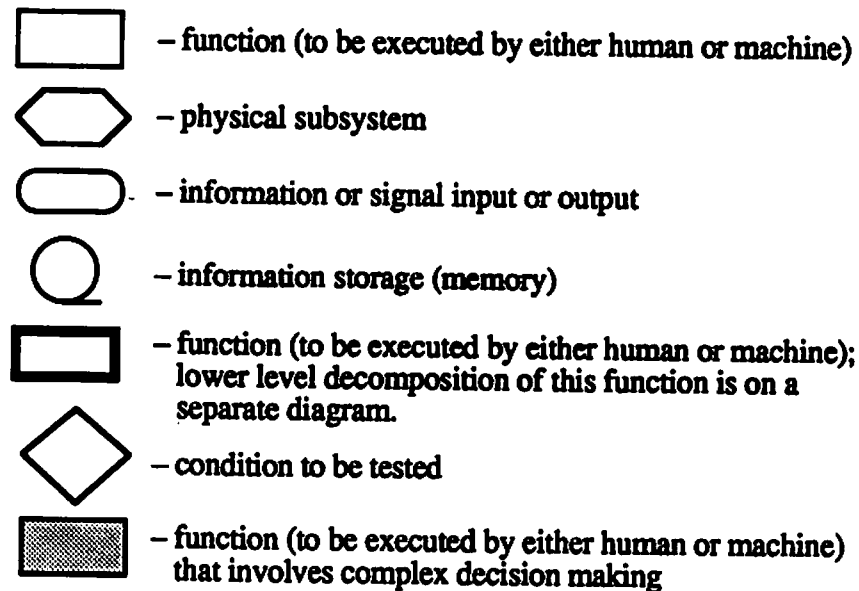 – function (to be executed by either human or machine)
– physical subsystem
– information or signal input or output
– information storage (memory)
– function (to be executed by either human or machine);
lower level decomposition of this function is on a
separate diagram.
– condition to be tested
– function (to be executed by either human or machine)
that involves complex decision making